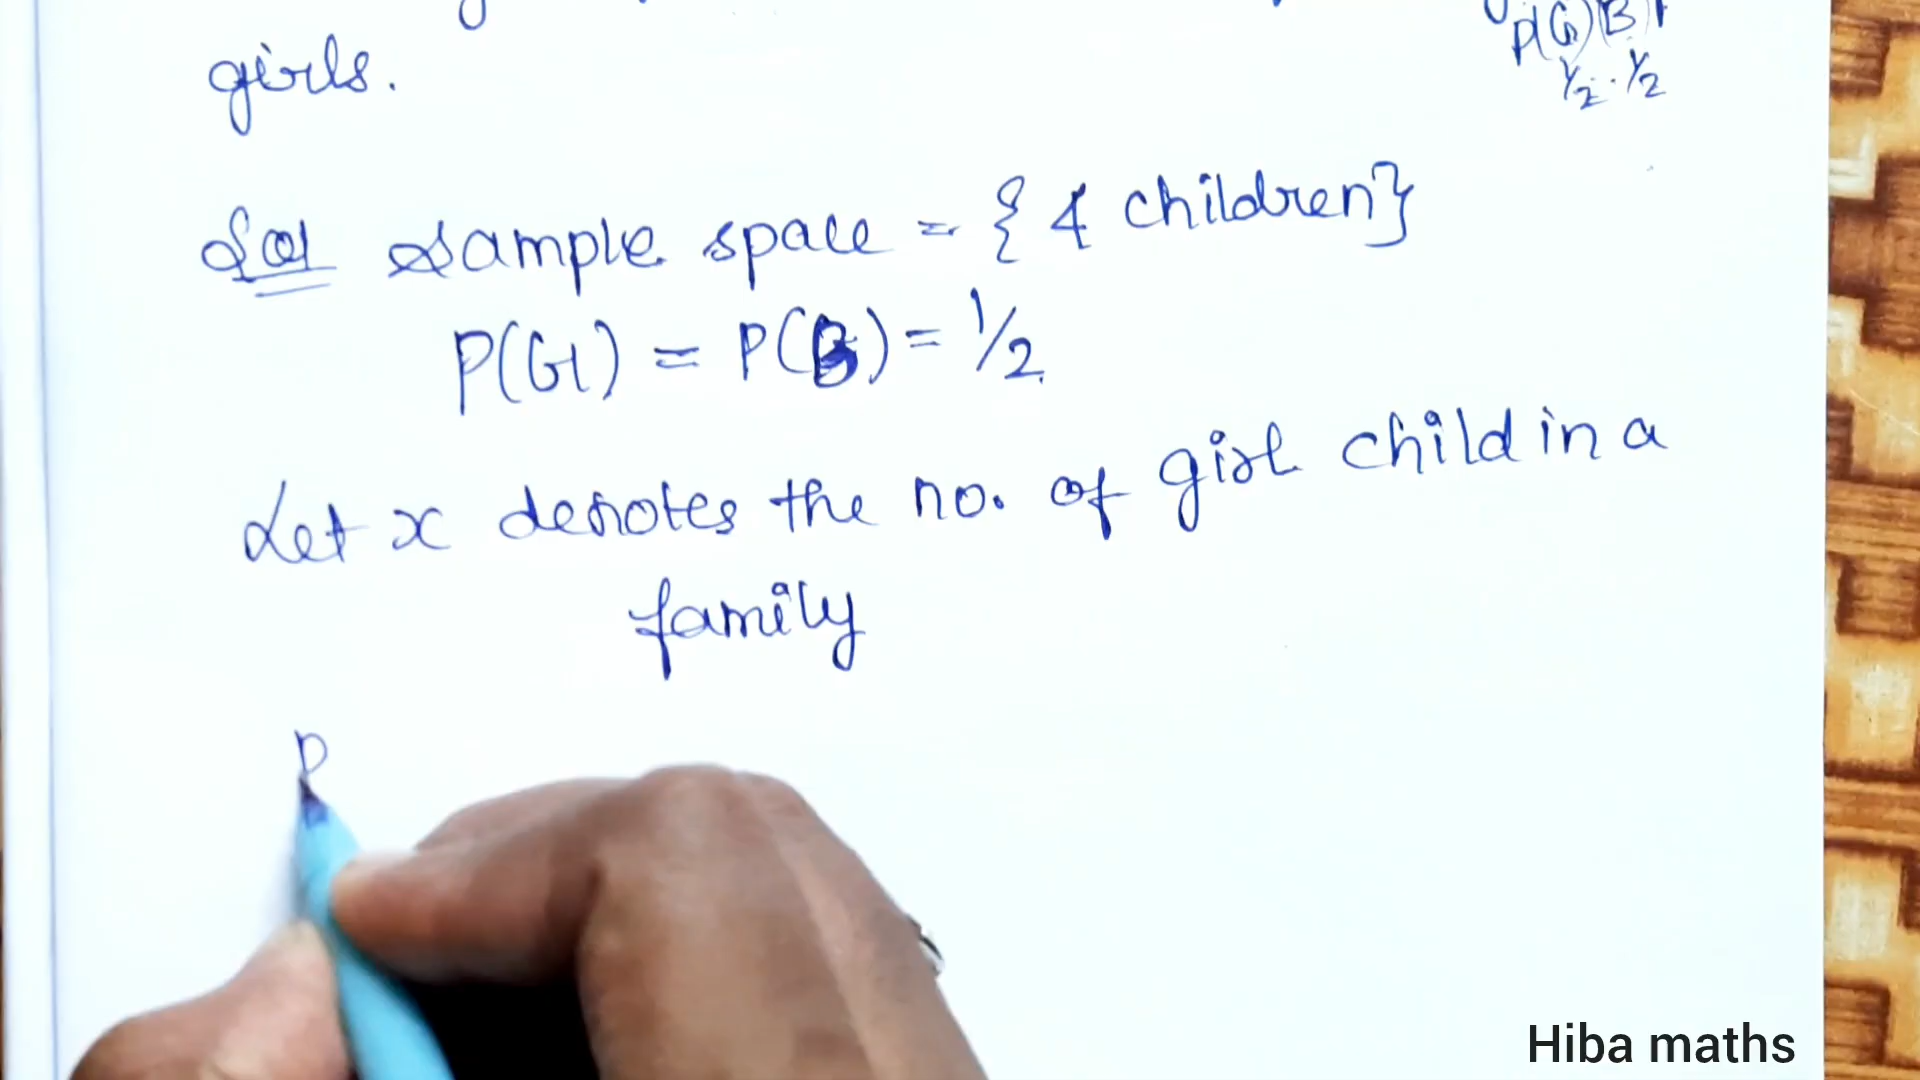 girls.
P(G)(B)
1/2 · 1/2
Sol Sample space = { 4 children}
P(G) = P(B) = 1/2
Let x denotes the no. of girl child in a
family
P
Hiba maths